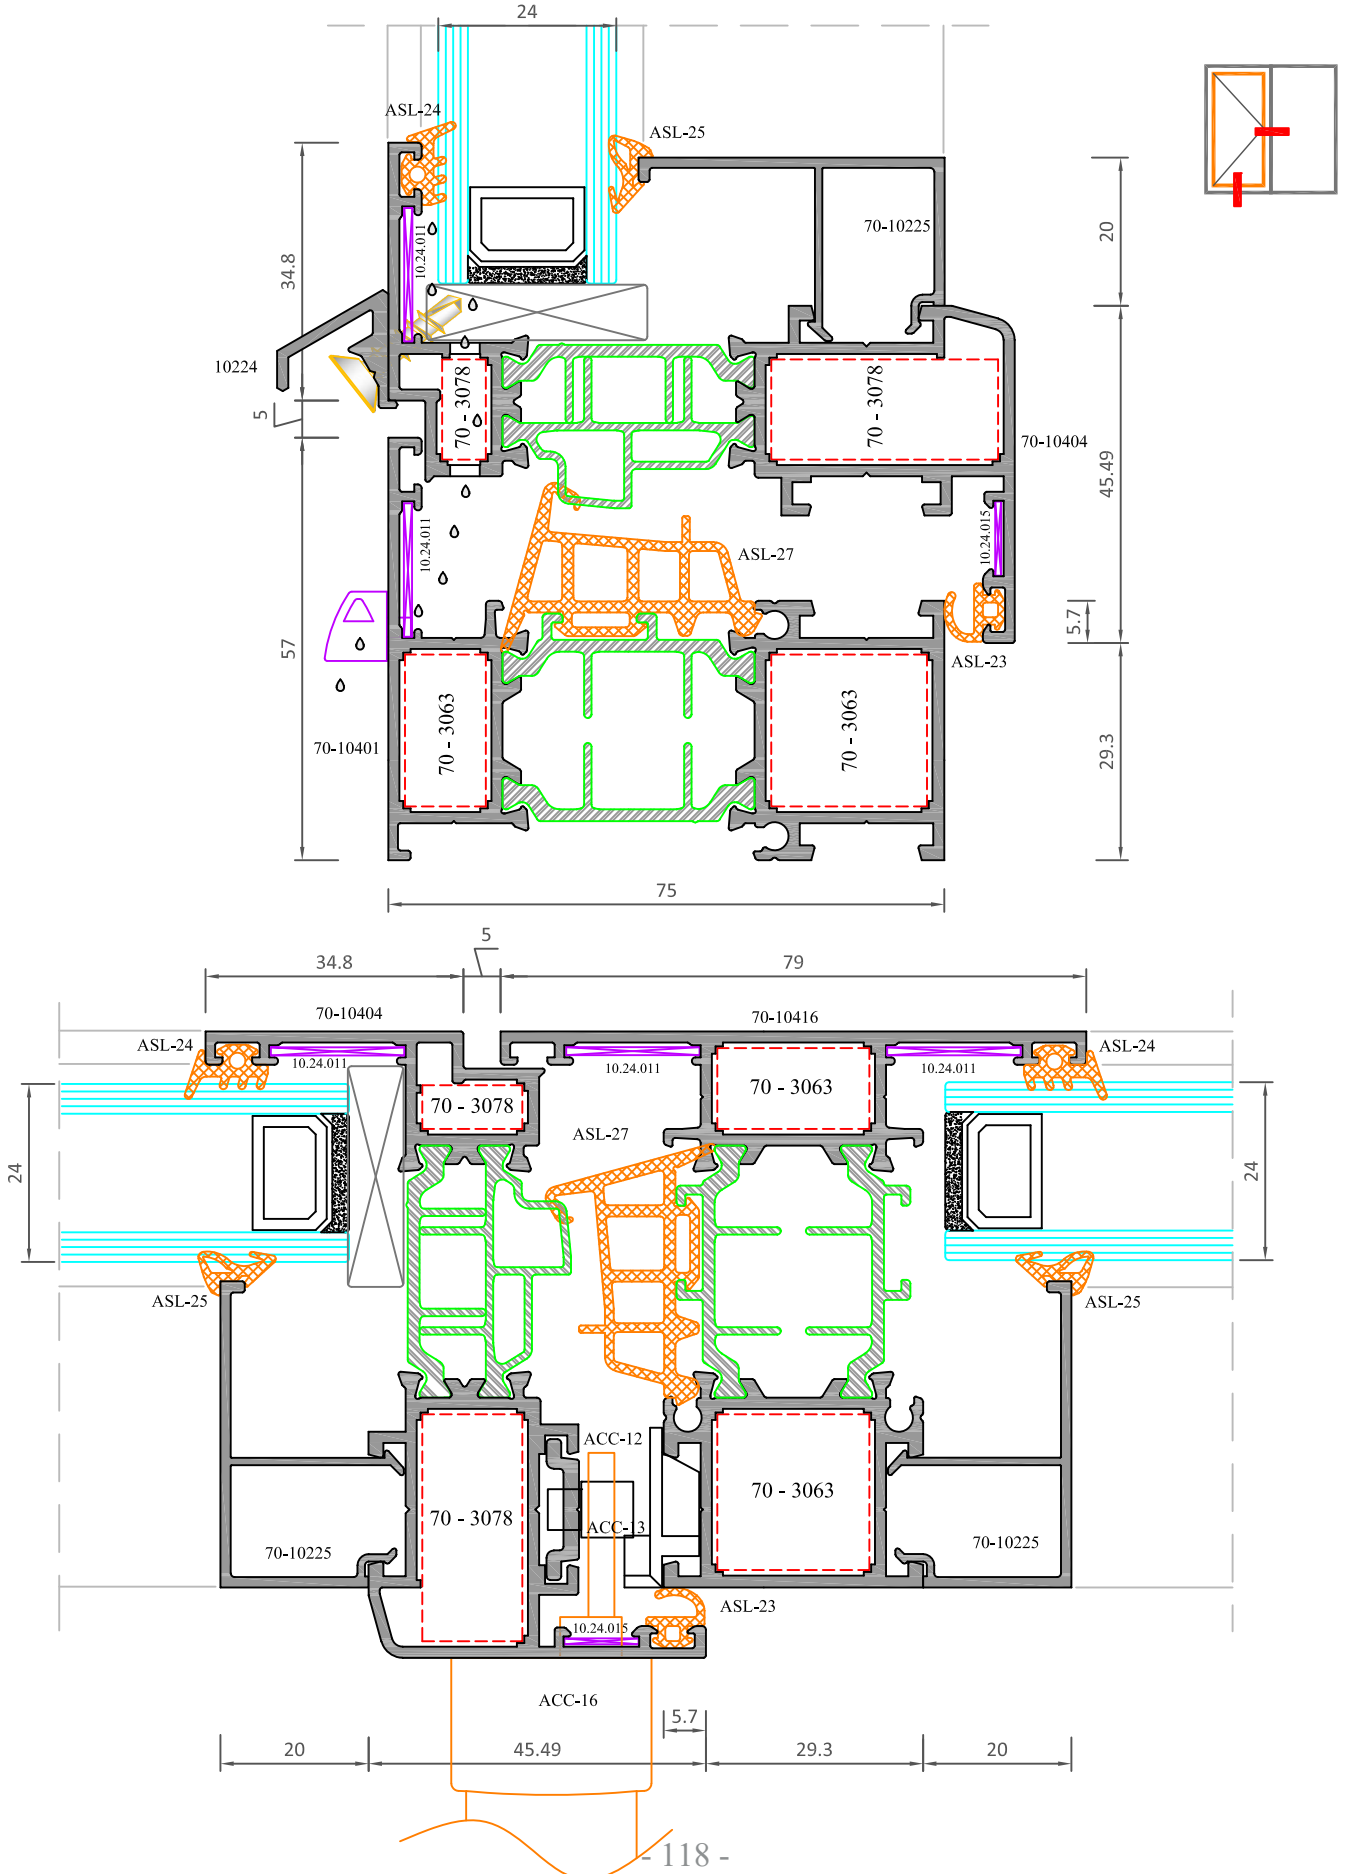 24
ASL-24
ASL-25
34.8
10.24.011
70-10225
20
10224
70 - 3078
70 - 3078
5
70-10404
45.49
10.24.011
ASL-27
10.24.015
5.7
57
ASL-23
70 - 3063
70 - 3063
70-10401
29.3
75
5
34.8
79
70-10404
70-10416
ASL-24
10.24.011
10.24.011
10.24.011
ASL-24
70 - 3063
70 - 3078
ASL-27
24
24
ASL-25
ASL-25
ACC-12
70 - 3063
70 - 3078
ACC-13
70-10225
70-10225
ASL-23
10.24.015
ACC-16
5.7
20
45.49
29.3
20
- 118 -